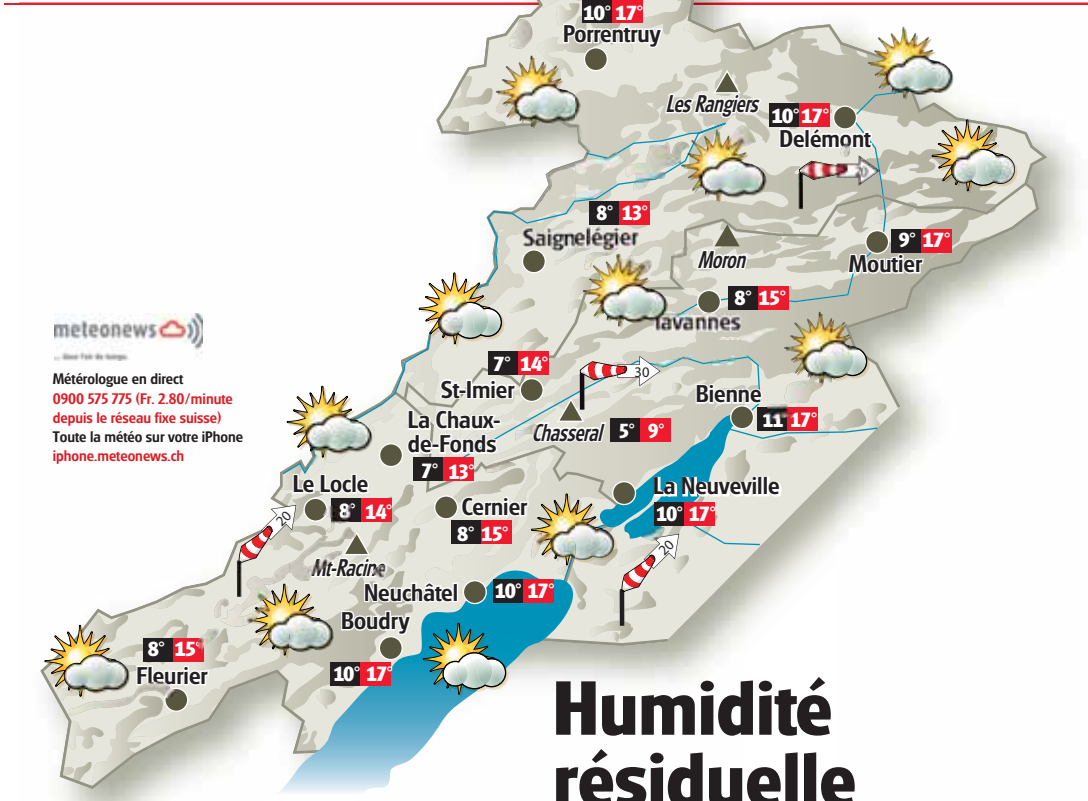 10° 17°
Porrentruy
Les Rangiers
10° 17°
Delémont
20
8° 13°
Saignelégier
Moron
9° 17°
Moutier
8° 15°
Tavannes
meteonews
Météorologue en direct
0900 575 775 (Fr. 2.80/minute
depuis le réseau fixe suisse)
Toute la météo sur votre iPhone
iphone.meteonews.ch
7° 14°
St-Imier
30
Chasseral 5° 9°
Bienne
11° 17°
La Chaux-
de-Fonds
7° 13°
Le Locle
8° 14°
20
Cernier
8° 15°
La Neuveville
10° 17°
20
Mt-Racine
Neuchâtel 10° 17°
Boudry
10° 17°
8° 15°
Fleurier
Humidité
résiduelle